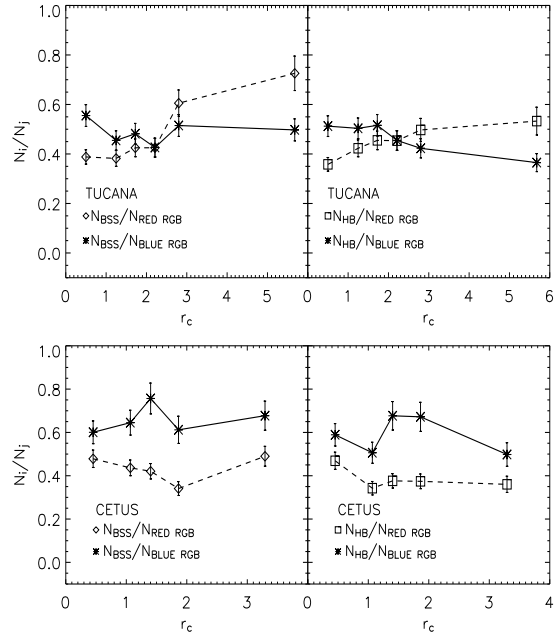 1.0
0.8
0.6
0.4
0.2
0.0
N_i/N_j
TUCANA
N_BSS/N_RED RGB
N_BSS/N_BLUE RGB
0 1 2 3 4 5
r_c
TUCANA
N_HB/N_RED RGB
N_HB/N_BLUE RGB
0 1 2 3 4 5 6
r_c
1.0
0.8
0.6
0.4
0.2
0.0
N_i/N_j
CETUS
N_BSS/N_RED RGB
N_BSS/N_BLUE RGB
0 1 2 3
r_c
CETUS
N_HB/N_RED RGB
N_HB/N_BLUE RGB
0 1 2 3 4
r_c